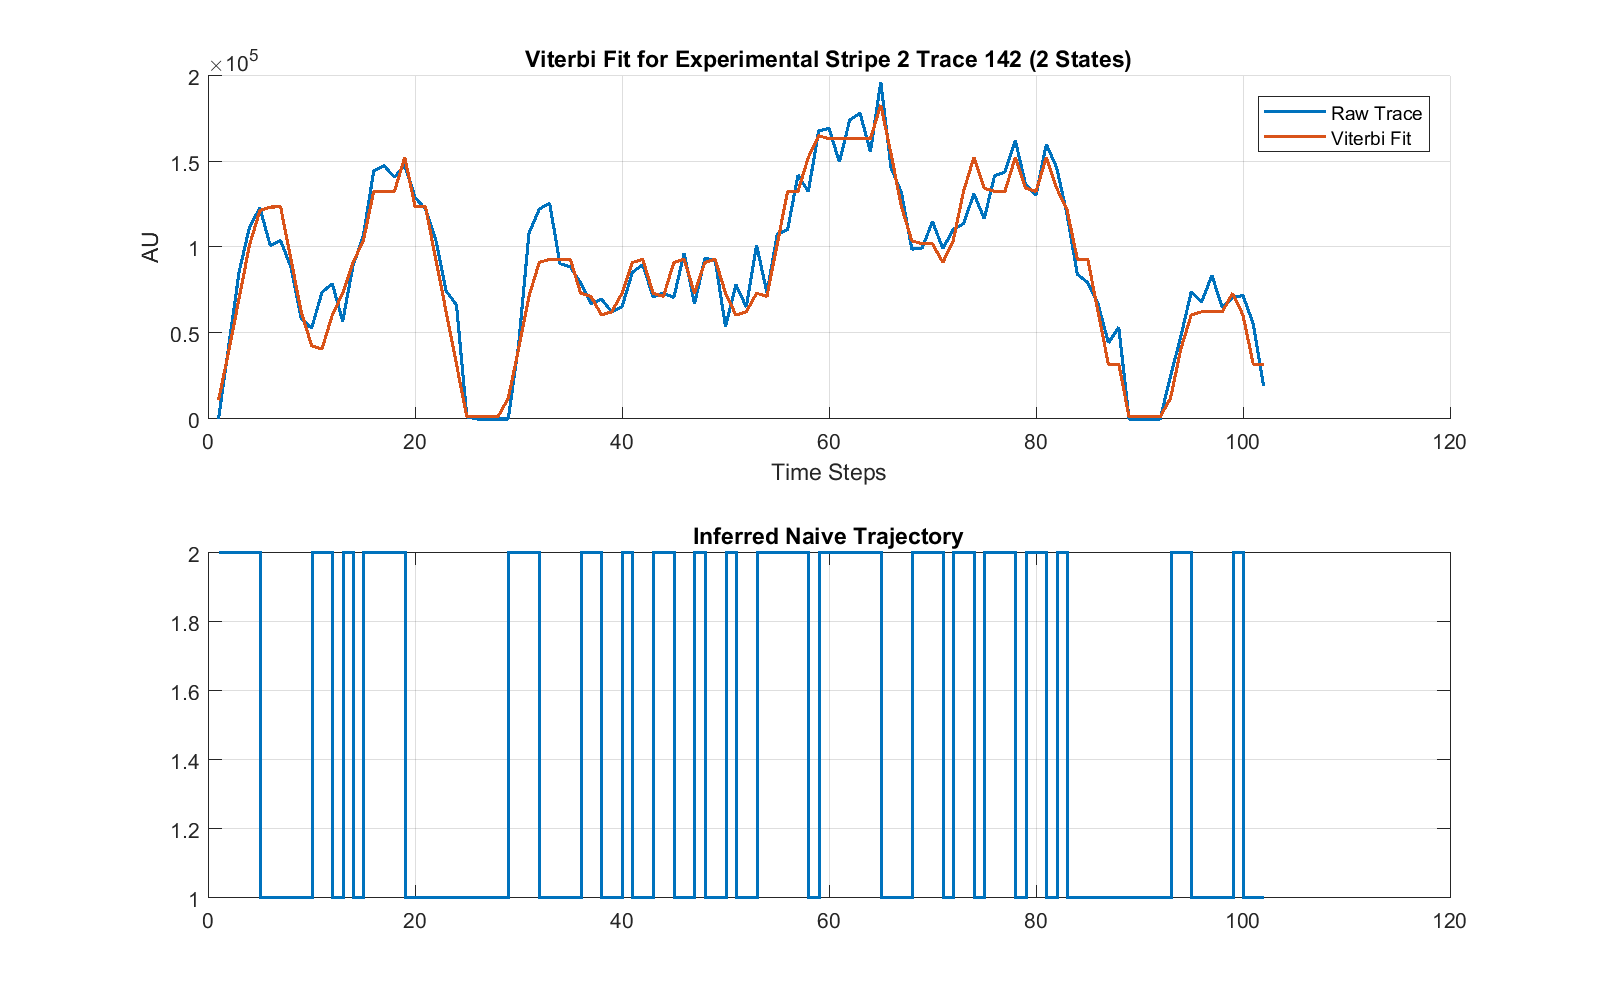 Viterbi Fit for Experimental Stripe 2 Trace 142 (2 States)
×10⁵
2
1.5
1
0.5
0
AU
Raw Trace
Viterbi Fit
0 20 40 60 80 100 120
Time Steps
Inferred Naive Trajectory
2
1.8
1.6
1.4
1.2
1
0 20 40 60 80 100 120